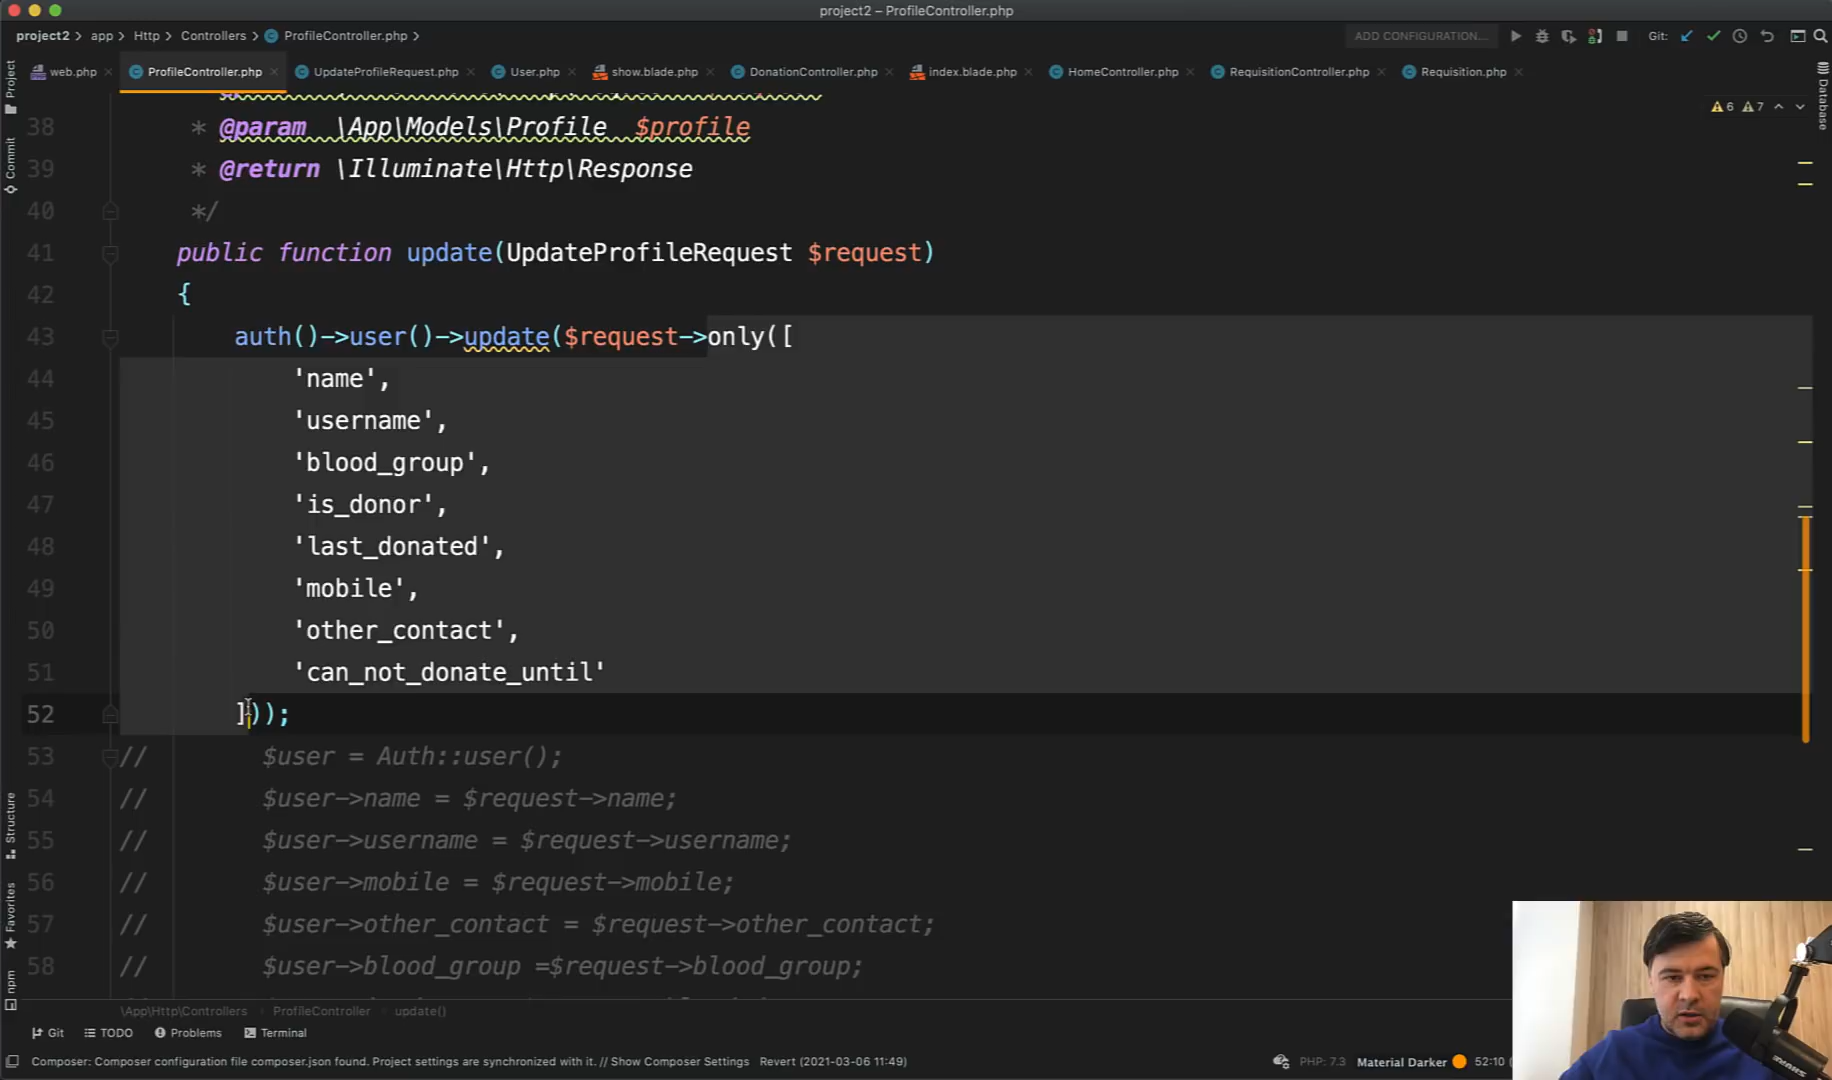 project2 – ProfileController.php
project2 app Http Controllers ProfileController.php
ADD CONFIGURATION... Git:
web.php ProfileController.php UpdateProfileRequest.php User.php show.blade.php DonationController.php index.blade.php HomeController.php RequisitionController.php Requisition.php
6 7
Project
Commit
Structure
Favorites
npm
Database
38 * @param \App\Models\Profile $profile
39 * @return \Illuminate\Http\Response
40 */
41 public function update(UpdateProfileRequest $request)
42 {
43 auth()->user()->update($request->only([
44 'name',
45 'username',
46 'blood_group',
47 'is_donor',
48 'last_donated',
49 'mobile',
50 'other_contact',
51 'can_not_donate_until'
52 ]));
53 // $user = Auth::user();
54 // $user->name = $request->name;
55 // $user->username = $request->username;
56 // $user->mobile = $request->mobile;
57 // $user->other_contact = $request->other_contact;
58 // $user->blood_group =$request->blood_group;
\App\Http\Controllers ProfileController update()
Git TODO Problems Terminal
Composer: Composer configuration file composer.json found. Project settings are synchronized with it. // Show Composer Settings Revert (2021-03-06 11:49) PHP: 7.3 Material Darker 52:10